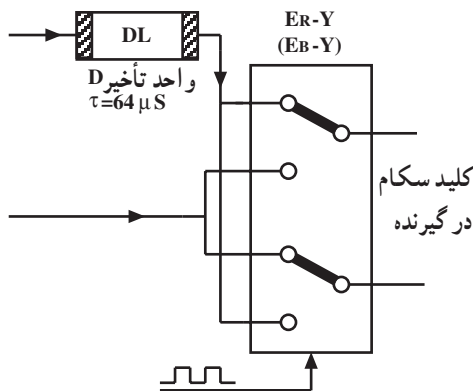 DL
ER-Y
(EB-Y)
واحد تأخیر D
τ=64 μS
کلید سکام
در گیرنده